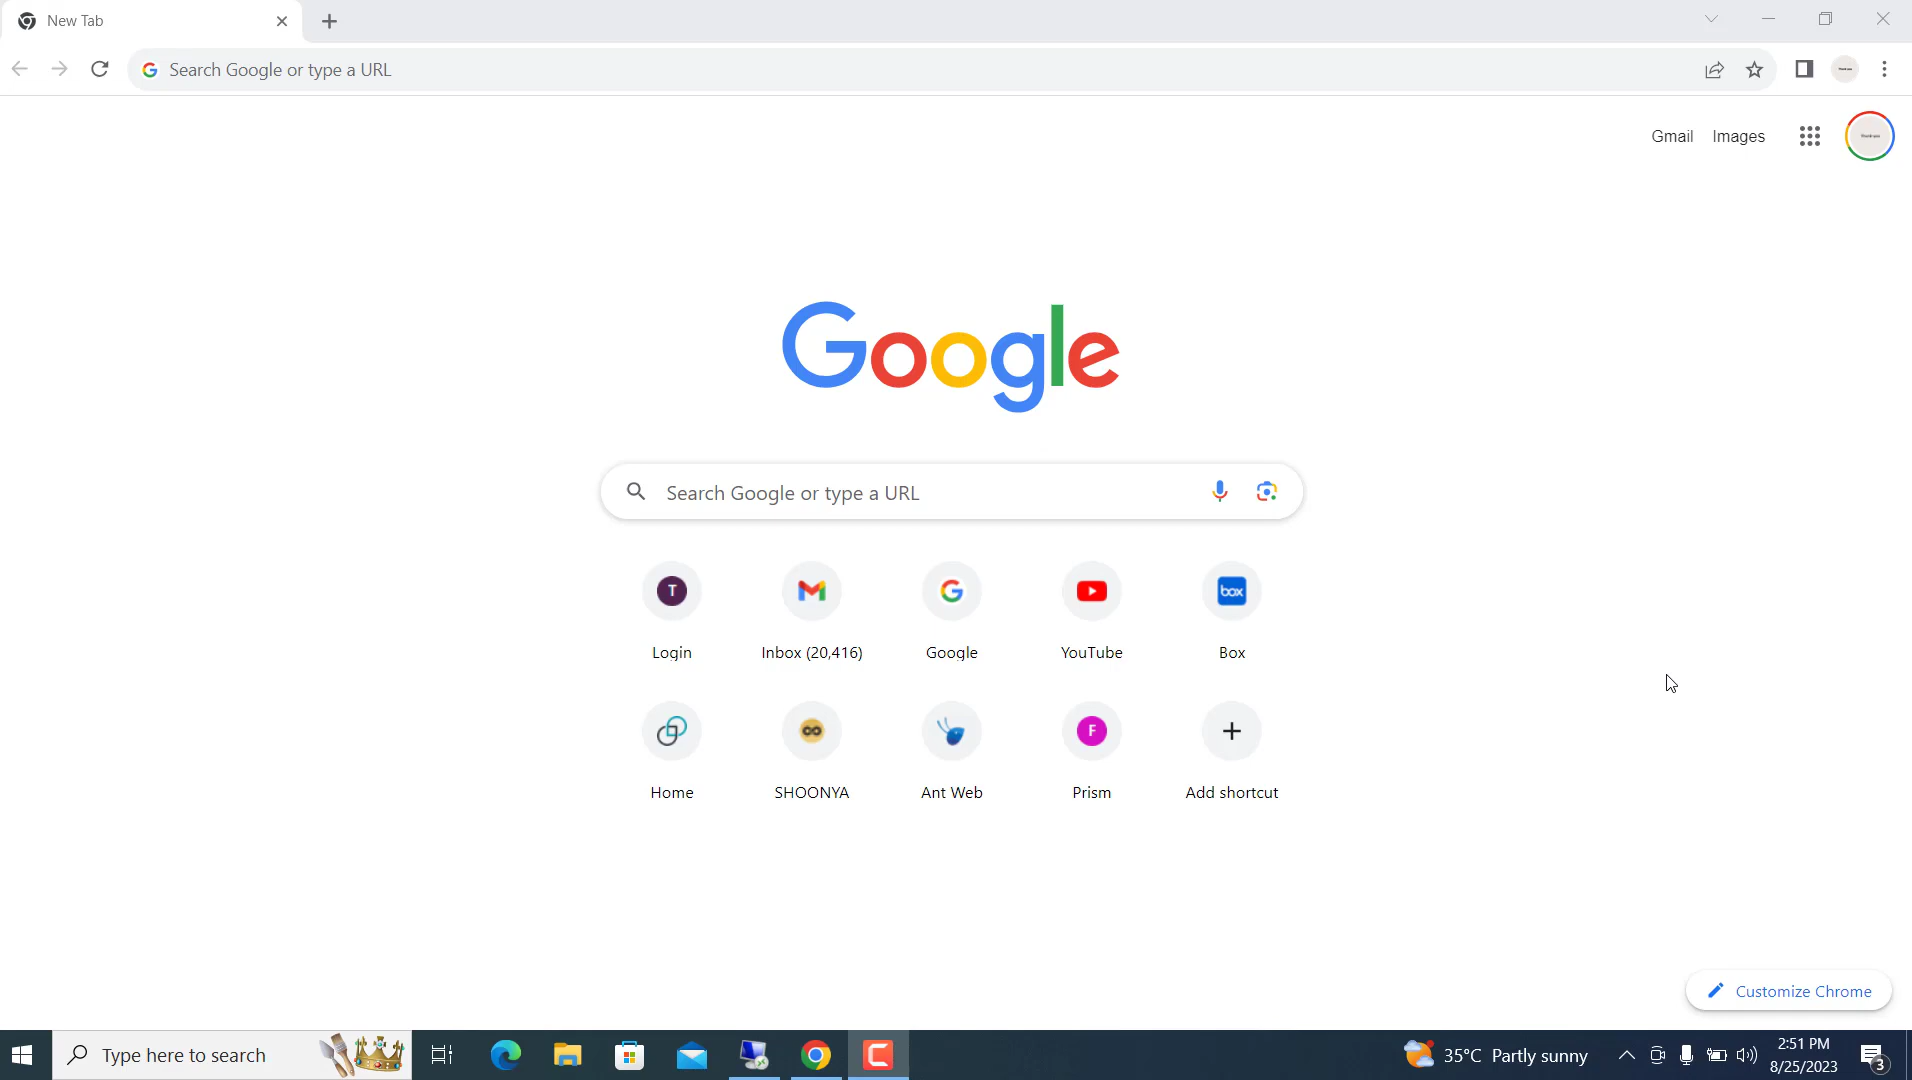 New Tab
Search Google or type a URL
Gmail Images
Google
Search Google or type a URL
T
box
Login Inbox (20,416) Google YouTube Box
F
Home SHOONYA Ant Web Prism Add shortcut
Customize Chrome
Type here to search
35°C Partly sunny
2:51 PM
8/25/2023
3